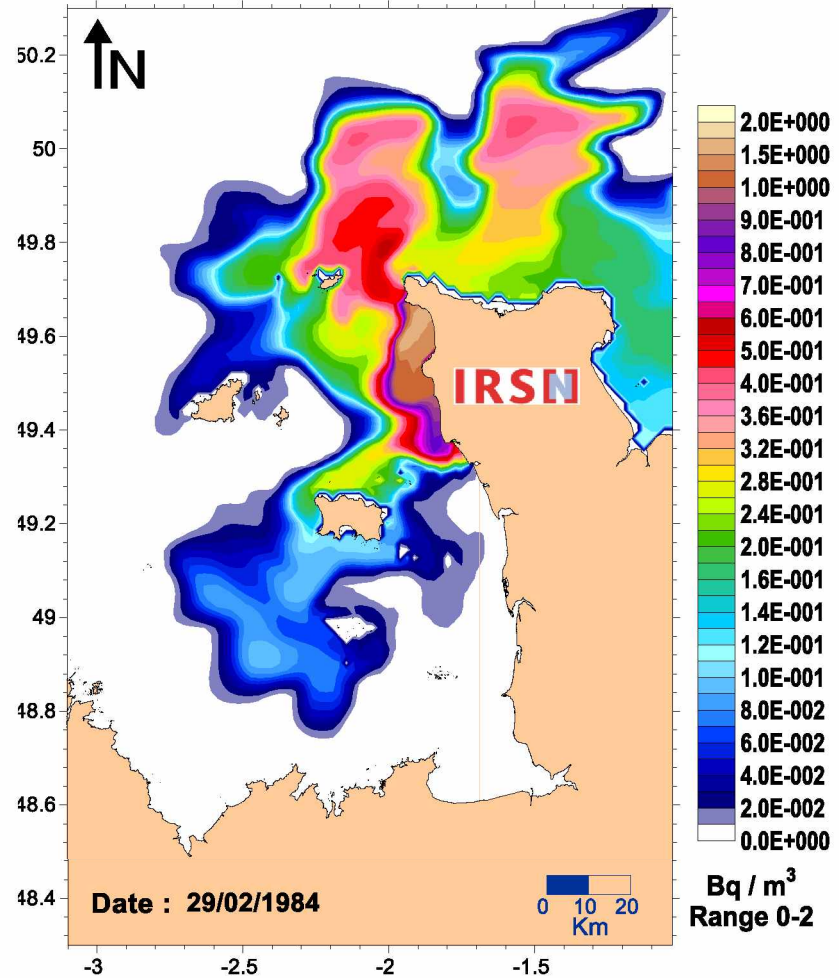 N
50.2
50
49.8
49.6
49.4
49.2
49
48.8
48.6
48.4
-3
-2.5
-2
-1.5
IRSN
Date : 29/02/1984
0 10 20
Km
2.0E+000
1.5E+000
1.0E+000
9.0E-001
8.0E-001
7.0E-001
6.0E-001
5.0E-001
4.0E-001
3.6E-001
3.2E-001
2.8E-001
2.4E-001
2.0E-001
1.6E-001
1.4E-001
1.2E-001
1.0E-001
8.0E-002
6.0E-002
4.0E-002
2.0E-002
0.0E+000
Bq / m³
Range 0-2